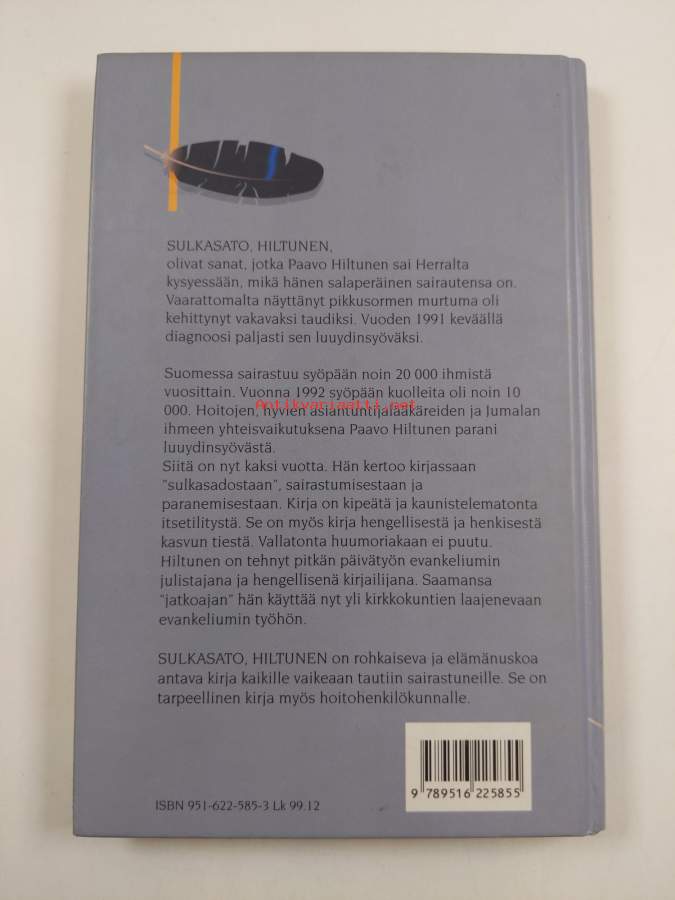 SULKASATO, HILTUNEN,
olivat sanat, jotka Paavo Hiltunen sai Herralta
kysyessään, mikä hänen salaperäinen sairautensa on.
Vaarattomalta näyttänyt pikkusormen murtuma oli
kehittynyt vakavaksi taudiksi. Vuoden 1991 keväällä
diagnoosi paljasti sen luuydinsyöväksi.
Suomessa sairastuu syöpään noin 20 000 ihmistä
vuosittain. Vuonna 1992 syöpään kuolleita oli noin 10
Antikvariaatti.net
000. Hoitojen, hyvien asiantuntijalääkäreiden ja Jumalan
ihmeen yhteisvaikutuksena Paavo Hiltunen parani
luuydinsyövästä.
Siitä on nyt kaksi vuotta. Hän kertoo kirjassaan
"sulkasadostaan", sairastumisestaan ja
paranemisestaan. Kirja on kipeätä ja kaunistelematonta
itsetilitystä. Se on myös kirja hengellisestä ja henkisestä
kasvun tiestä. Vallatonta huumoriakaan ei puutu.
Hiltunen on tehnyt pitkän päivätyön evankeliumin
julistajana ja hengellisenä kirjailijana. Saamansa
"jatkoajan" hän käyttää nyt yli kirkkokuntien laajenevaan
evankeliumin työhön.
SULKASATO, HILTUNEN on rohkaiseva ja elämänuskoa
antava kirja kaikille vaikeaan tautiin sairastuneille. Se on
tarpeellinen kirja myös hoitohenkilökunnalle.
ISBN 951-622-585-3 Lk 99.12
9 789516 225855